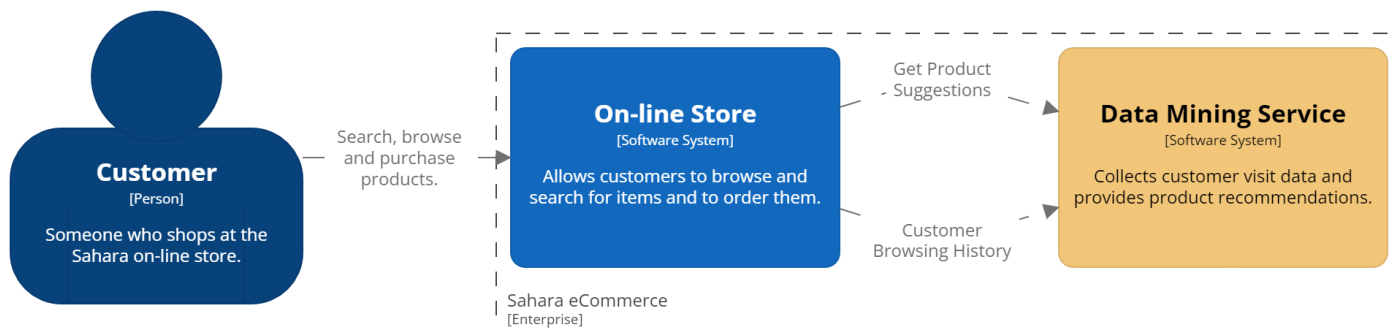 Customer
[Person]
Someone who shops at the
Sahara on-line store.
Search, browse
and purchase
products.
On-line Store
[Software System]
Allows customers to browse and
search for items and to order them.
Get Product
Suggestions
Customer
Browsing History
Data Mining Service
[Software System]
Collects customer visit data and
provides product recommendations.
Sahara eCommerce
[Enterprise]